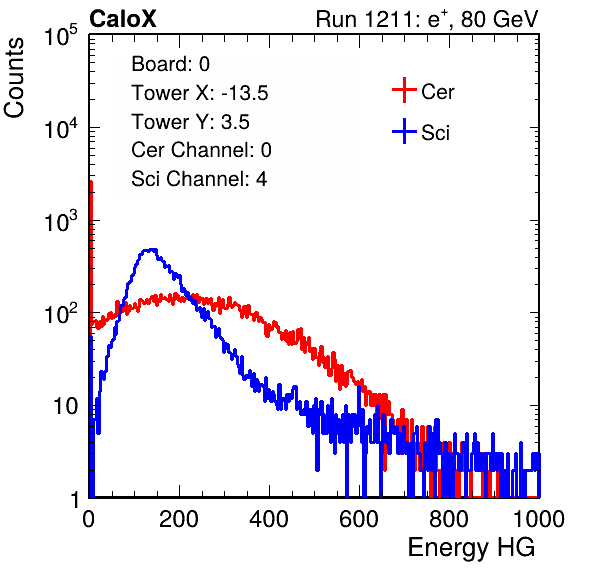 CaloX Run 1211: e⁺, 80 GeV
Counts
Board: 0
Tower X: -13.5
Tower Y: 3.5
Cer Channel: 0
Sci Channel: 4
Cer
Sci
10⁵
10⁴
10³
10²
10
1
0 200 400 600 800 1000
Energy HG